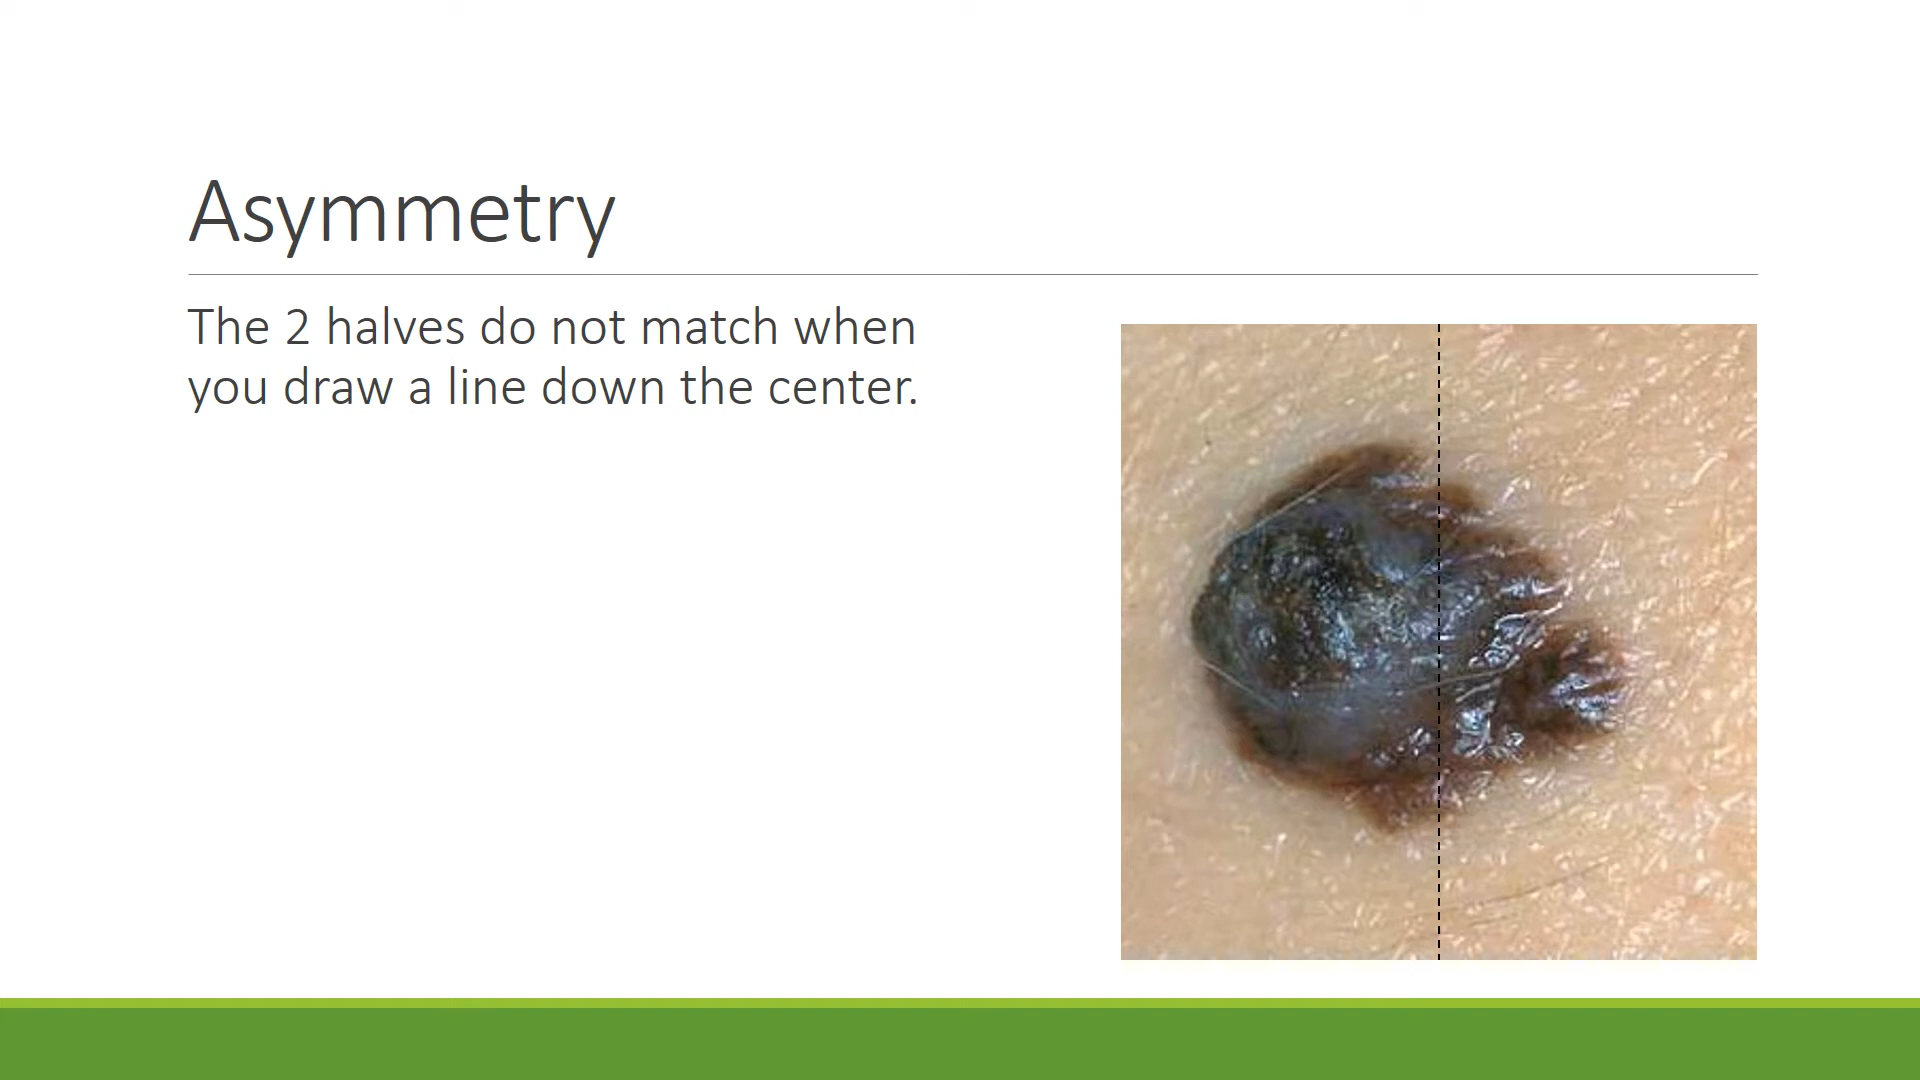 Asymmetry
The 2 halves do not match when
you draw a line down the center.